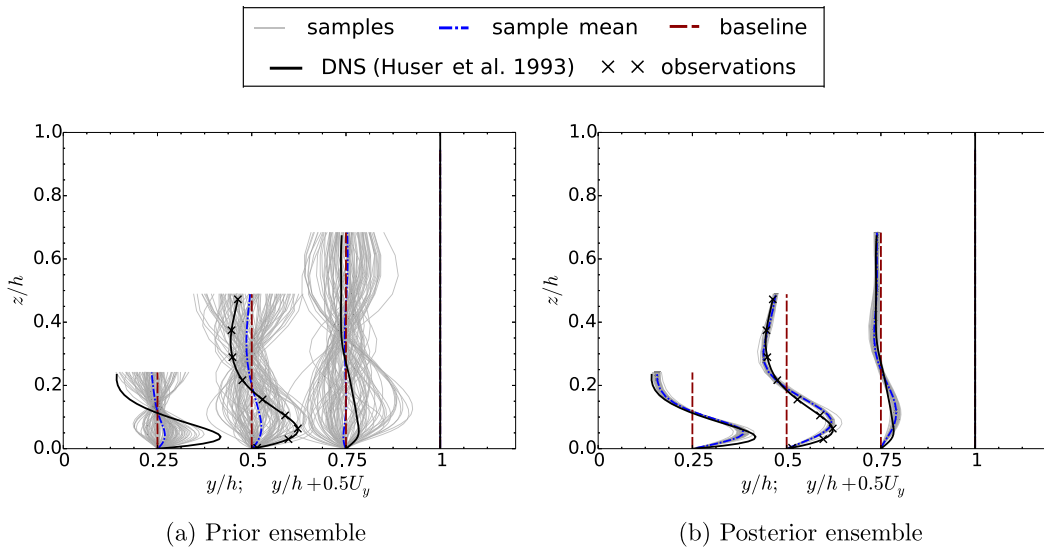 samples sample mean baseline
DNS (Huser et al. 1993) × × observations
1.0 1.0
0.8 0.8
0.6 0.6
z/h z/h
0.4 0.4
0.2 0.2
0.0 0.0
0 0.25 0.50 0.75 1 0 0.25 0.50 0.75 1
y/h; y/h+0.5U_y y/h; y/h+0.5U_y
(a) Prior ensemble (b) Posterior ensemble